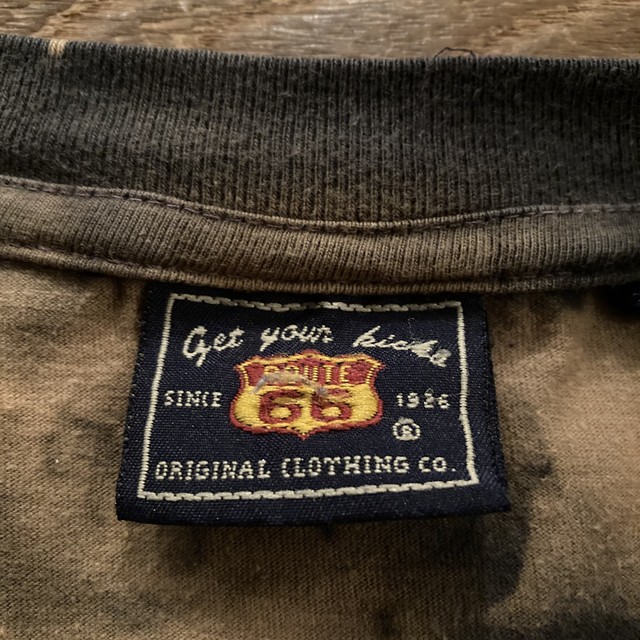 Get your kicks
ROUTE
66
SINCE 1926
®
ORIGINAL CLOTHING CO.